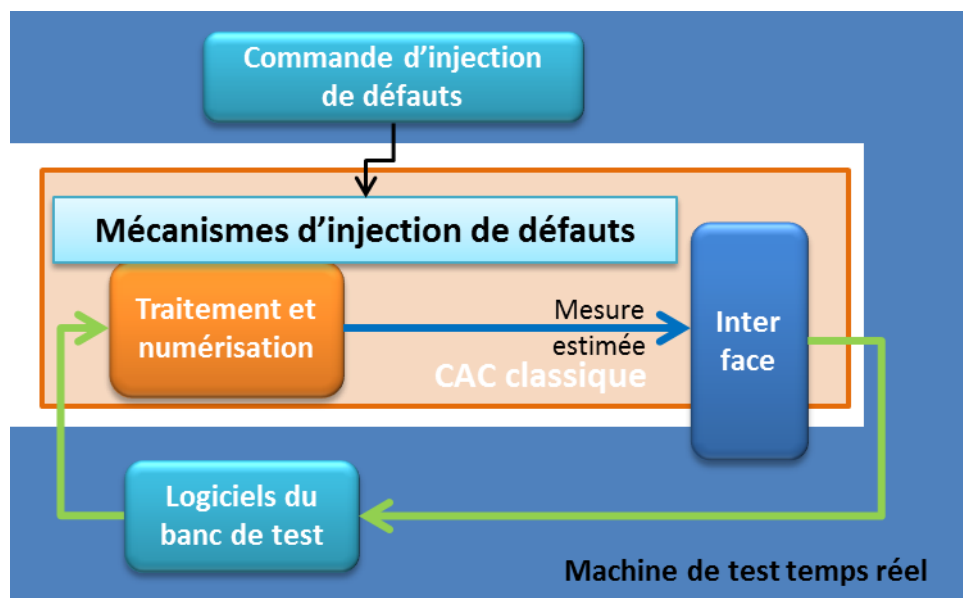 Commande d’injection
de défauts
Mécanismes d’injection de défauts
Traitement et
numérisation
Mesure
estimée
CAC classique
Inter
face
Logiciels du
banc de test
Machine de test temps réel